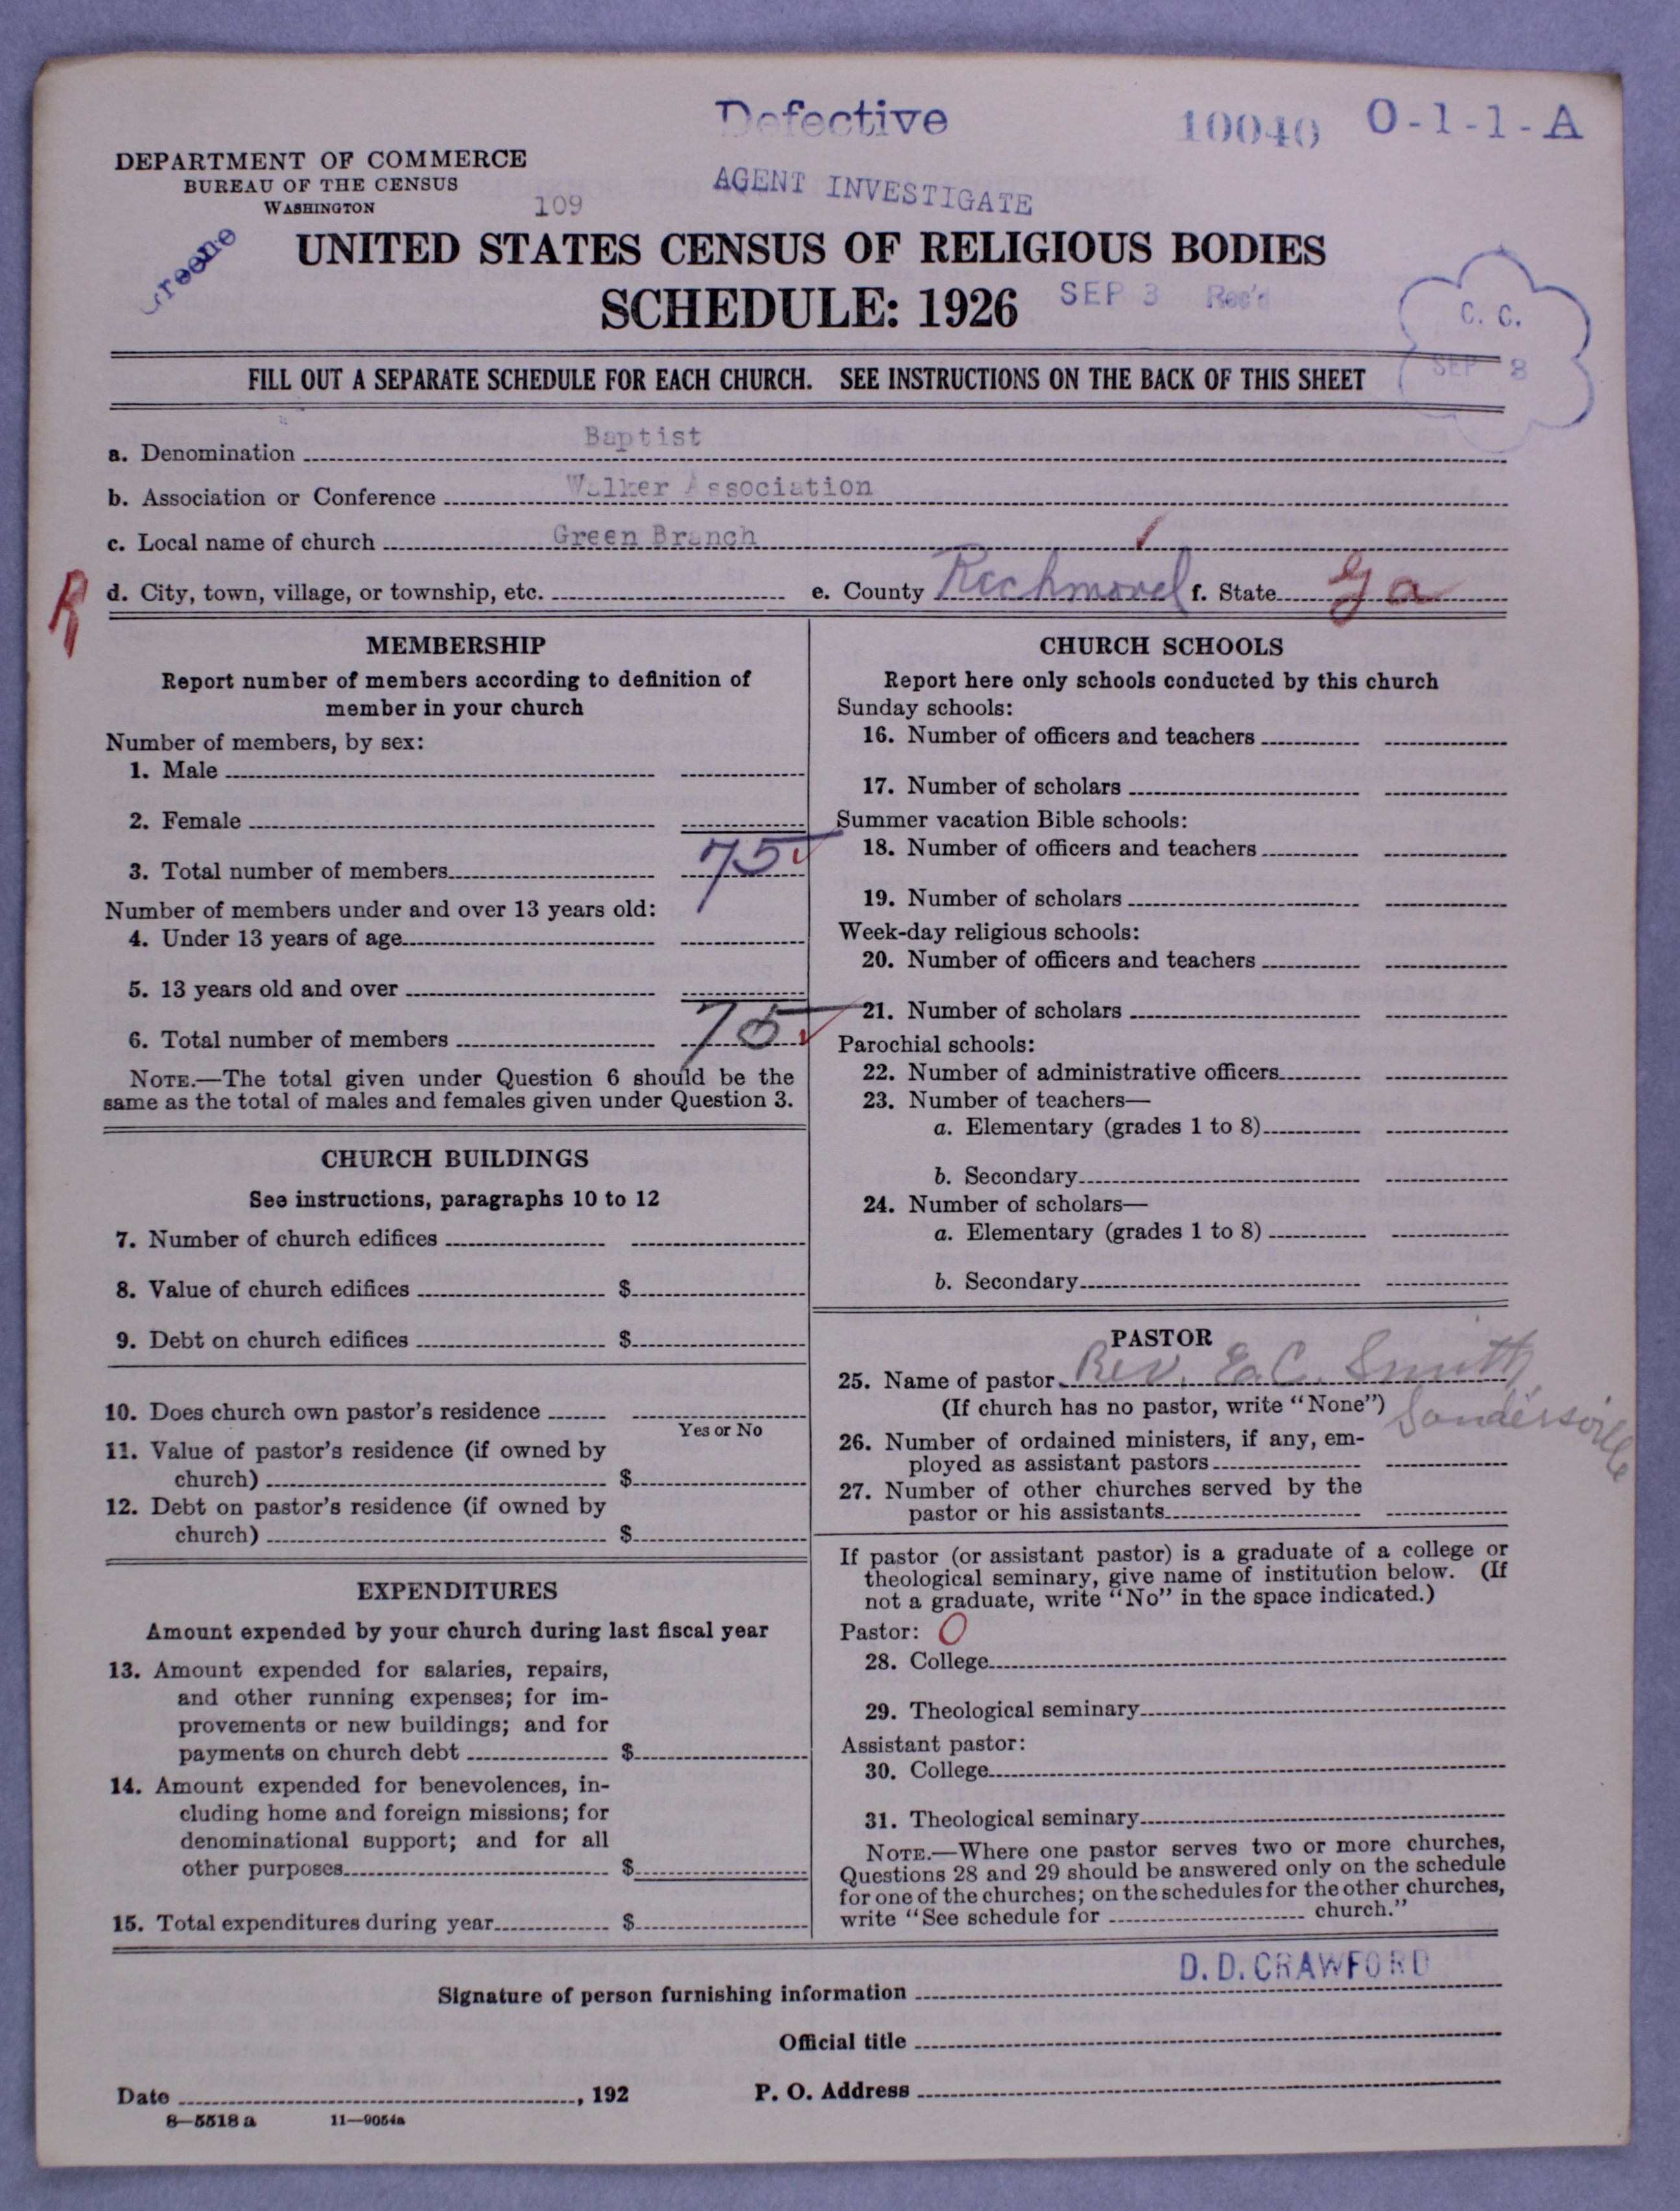 Defective
10040
O-1-1-A
DEPARTMENT OF COMMERCE
BUREAU OF THE CENSUS
WASHINGTON
AGENT INVESTIGATE
109
Greene
UNITED STATES CENSUS OF RELIGIOUS BODIES
SCHEDULE: 1926
SEP 3 Rec'd
C. C.
SEP 8
FILL OUT A SEPARATE SCHEDULE FOR EACH CHURCH. SEE INSTRUCTIONS ON THE BACK OF THIS SHEET
a. Denomination Baptist
b. Association or Conference Walker Association
c. Local name of church Green Branch
R
d. City, town, village, or township, etc. e. County Richmond f. State Ga
MEMBERSHIP
Report number of members according to definition of
member in your church
Number of members, by sex:
1. Male
2. Female
3. Total number of members 75
Number of members under and over 13 years old:
4. Under 13 years of age
5. 13 years old and over
6. Total number of members 75
NOTE.—The total given under Question 6 should be the
same as the total of males and females given under Question 3.
CHURCH BUILDINGS
See instructions, paragraphs 10 to 12
7. Number of church edifices
8. Value of church edifices $
9. Debt on church edifices $
10. Does church own pastor's residence
Yes or No
11. Value of pastor's residence (if owned by
church) $
12. Debt on pastor's residence (if owned by
church) $
EXPENDITURES
Amount expended by your church during last fiscal year
13. Amount expended for salaries, repairs,
and other running expenses; for im-
provements or new buildings; and for
payments on church debt $
14. Amount expended for benevolences, in-
cluding home and foreign missions; for
denominational support; and for all
other purposes $
15. Total expenditures during year $
CHURCH SCHOOLS
Report here only schools conducted by this church
Sunday schools:
16. Number of officers and teachers
17. Number of scholars
Summer vacation Bible schools:
18. Number of officers and teachers
19. Number of scholars
Week-day religious schools:
20. Number of officers and teachers
21. Number of scholars
Parochial schools:
22. Number of administrative officers
23. Number of teachers—
a. Elementary (grades 1 to 8)
b. Secondary
24. Number of scholars—
a. Elementary (grades 1 to 8)
b. Secondary
PASTOR
25. Name of pastor Rev. E.C. Smith
(If church has no pastor, write "None") Sandersville
26. Number of ordained ministers, if any, em-
ployed as assistant pastors
27. Number of other churches served by the
pastor or his assistants
If pastor (or assistant pastor) is a graduate of a college or
theological seminary, give name of institution below. (If
not a graduate, write "No" in the space indicated.)
Pastor: O
28. College
29. Theological seminary
Assistant pastor:
30. College
31. Theological seminary
NOTE.—Where one pastor serves two or more churches,
Questions 28 and 29 should be answered only on the schedule
for one of the churches; on the schedules for the other churches,
write "See schedule for church."
D. D. CRAWFORD
Signature of person furnishing information
Official title
Date , 192 P. O. Address
8—5518 a 11—9054a